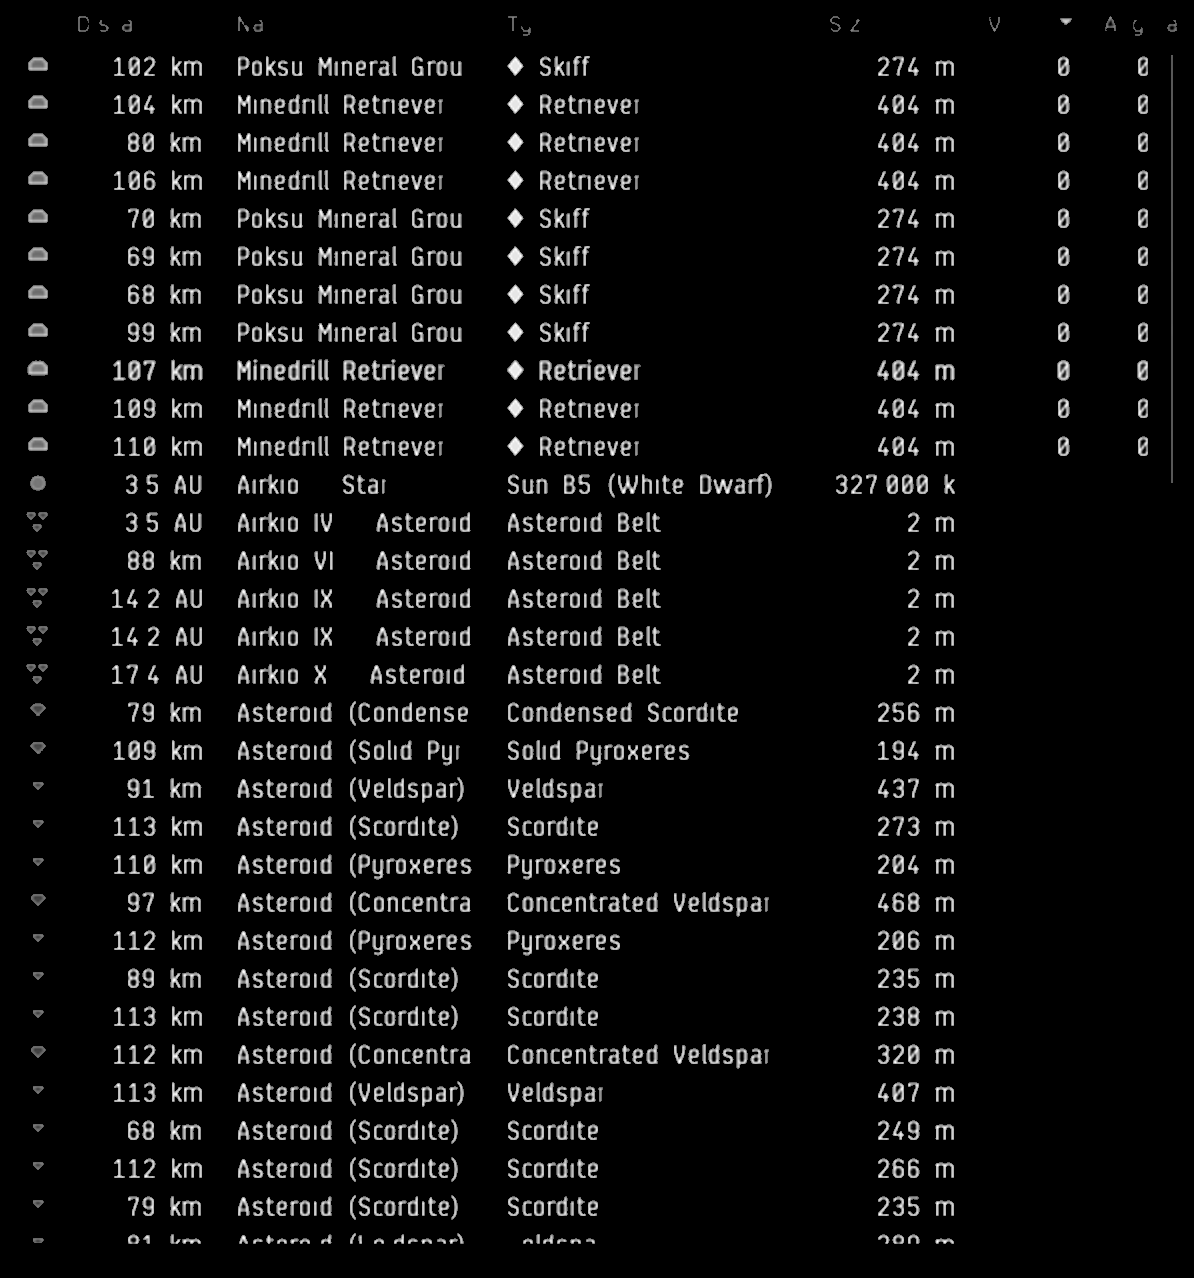 102 km Poksu Mineral Grou Skiff 274 m 0 0
104 km Minedrill Retriever Retriever 404 m 0 0
80 km Minedrill Retriever Retriever 404 m 0 0
106 km Minedrill Retriever Retriever 404 m 0 0
70 km Poksu Mineral Grou Skiff 274 m 0 0
69 km Poksu Mineral Grou Skiff 274 m 0 0
68 km Poksu Mineral Grou Skiff 274 m 0 0
99 km Poksu Mineral Grou Skiff 274 m 0 0
107 km Minedrill Retriever Retriever 404 m 0 0
109 km Minedrill Retriever Retriever 404 m 0 0
110 km Minedrill Retriever Retriever 404 m 0 0
3 5 AU Airkio Star Sun B5 (White Dwarf) 327 000 k
3 5 AU Airkio IV Asteroid Asteroid Belt 2 m
88 km Airkio VI Asteroid Asteroid Belt 2 m
14 2 AU Airkio IX Asteroid Asteroid Belt 2 m
14 2 AU Airkio IX Asteroid Asteroid Belt 2 m
17 4 AU Airkio X Asteroid Asteroid Belt 2 m
79 km Asteroid (Condense Condensed Scordite 256 m
109 km Asteroid (Solid Pyr Solid Pyroxeres 194 m
91 km Asteroid (Veldspar) Veldspar 437 m
113 km Asteroid (Scordite) Scordite 273 m
110 km Asteroid (Pyroxeres Pyroxeres 204 m
97 km Asteroid (Concentra Concentrated Veldspar 468 m
112 km Asteroid (Pyroxeres Pyroxeres 206 m
89 km Asteroid (Scordite) Scordite 235 m
113 km Asteroid (Scordite) Scordite 238 m
112 km Asteroid (Concentra Concentrated Veldspar 320 m
113 km Asteroid (Veldspar) Veldspar 407 m
68 km Asteroid (Scordite) Scordite 249 m
112 km Asteroid (Scordite) Scordite 266 m
79 km Asteroid (Scordite) Scordite 235 m